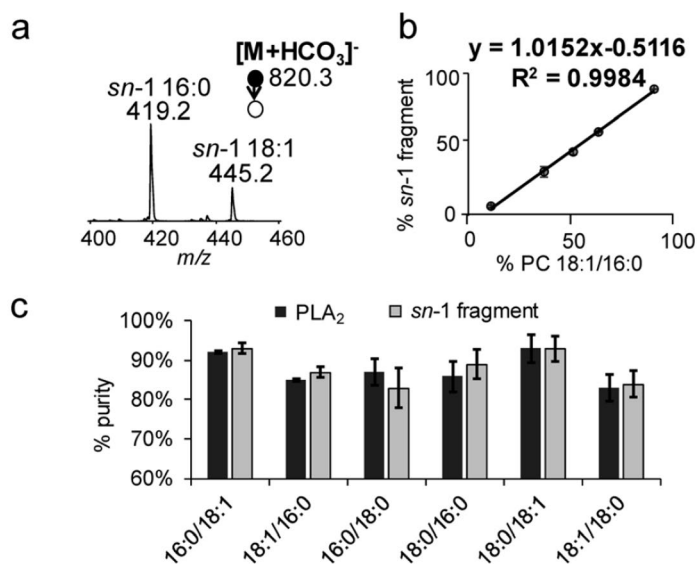 a
[M+HCO₃]⁻
820.3
sn-1 16:0
419.2
sn-1 18:1
445.2
400 420 440 460
m/z
b
y = 1.0152x-0.5116
R² = 0.9984
100
50
0
% sn-1 fragment
0 50 100
% PC 18:1/16:0
c
PLA₂ sn-1 fragment
100%
90%
80%
70%
60%
% purity
16:0/18:1
18:1/16:0
16:0/18:0
18:0/16:0
18:0/18:1
18:1/18:0